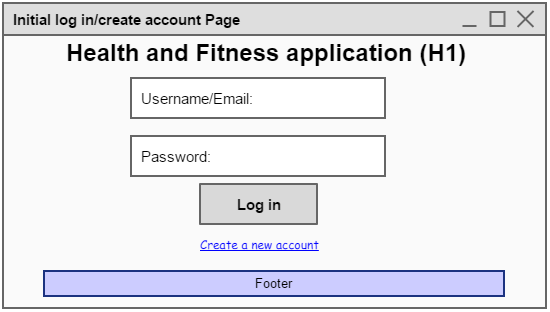 Initial log in/create account Page
Health and Fitness application (H1)
Username/Email:
Password:
Log in
Create a new account
Footer